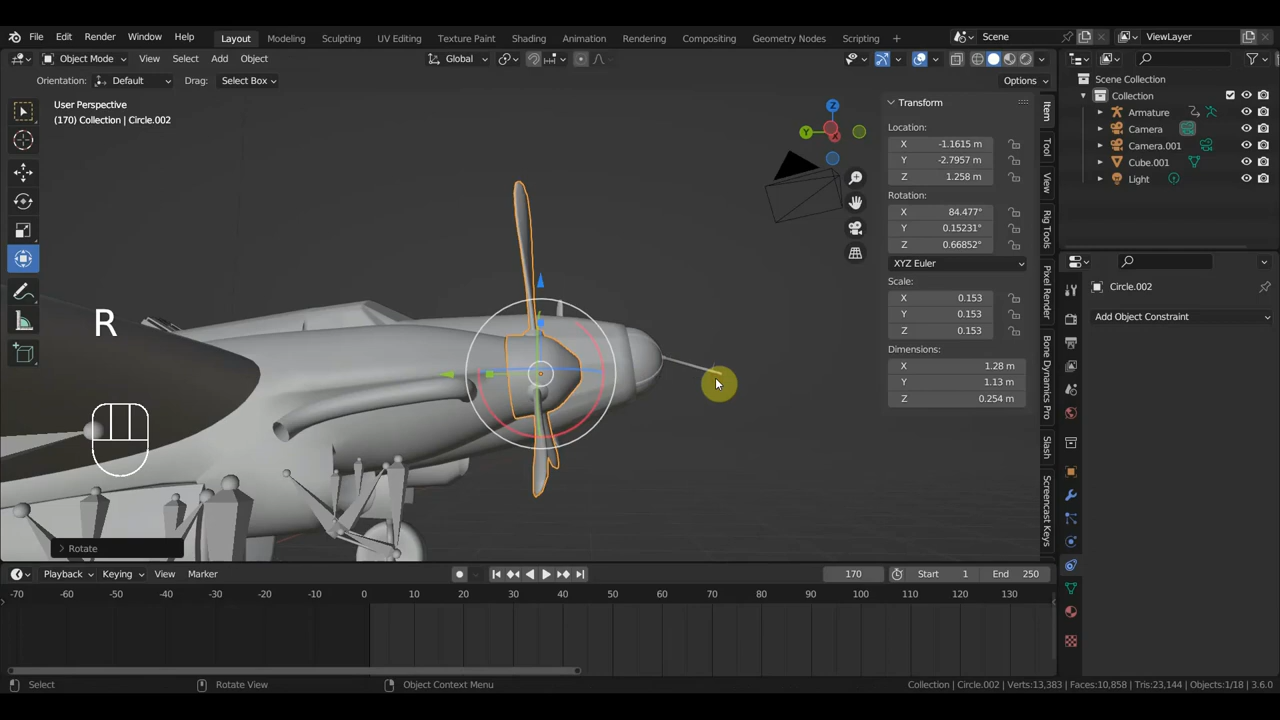 File Edit Render Window Help Layout Modeling Sculpting UV Editing Texture Paint Shading Animation Rendering Compositing Geometry Nodes Scripting + Scene ViewLayer
Object Mode View Select Add Object Global Options
Orientation: Default Drag: Select Box
User Perspective
(170) Collection | Circle.002
Z
Y
X
R
Rotate
Transform
Location:
X -1.1615 m
Y -2.7957 m
Z 1.258 m
Rotation:
X 84.477°
Y 0.15231°
Z 0.66852°
XYZ Euler
Scale:
X 0.153
Y 0.153
Z 0.153
Dimensions:
X 1.28 m
Y 1.13 m
Z 0.254 m
Item
Tool
View
Rig Tools
Pixel Render
Bone Dynamics Pro
Slash
Screencast Keys
Scene Collection
Collection
Armature
Camera
Camera.001
Cube.001
Light
Circle.002
Add Object Constraint
Playback Keying View Marker 170 Start 1 End 250
-70 -60 -50 -40 -30 -20 -10 0 10 20 30 40 50 60 70 80 90 100 110 120 130
Select Rotate View Object Context Menu Collection | Circle.002 | Verts:13,383 | Faces:10,858 | Tris:23,144 | Objects:1/18 | 3.6.0